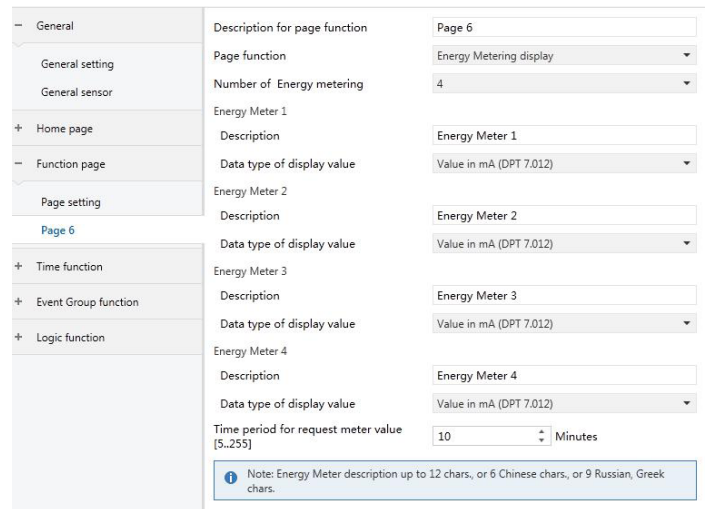 General
General setting
General sensor
Home page
Function page
Page setting
Page 6
Time function
Event Group function
Logic function
Description for page function Page 6
Page function Energy Metering display
Number of Energy metering 4
Energy Meter 1
Description Energy Meter 1
Data type of display value Value in mA (DPT 7.012)
Energy Meter 2
Description Energy Meter 2
Data type of display value Value in mA (DPT 7.012)
Energy Meter 3
Description Energy Meter 3
Data type of display value Value in mA (DPT 7.012)
Energy Meter 4
Description Energy Meter 4
Data type of display value Value in mA (DPT 7.012)
Time period for request meter value
[5..255] 10 Minutes
Note: Energy Meter description up to 12 chars., or 6 Chinese chars., or 9 Russian, Greek
chars.